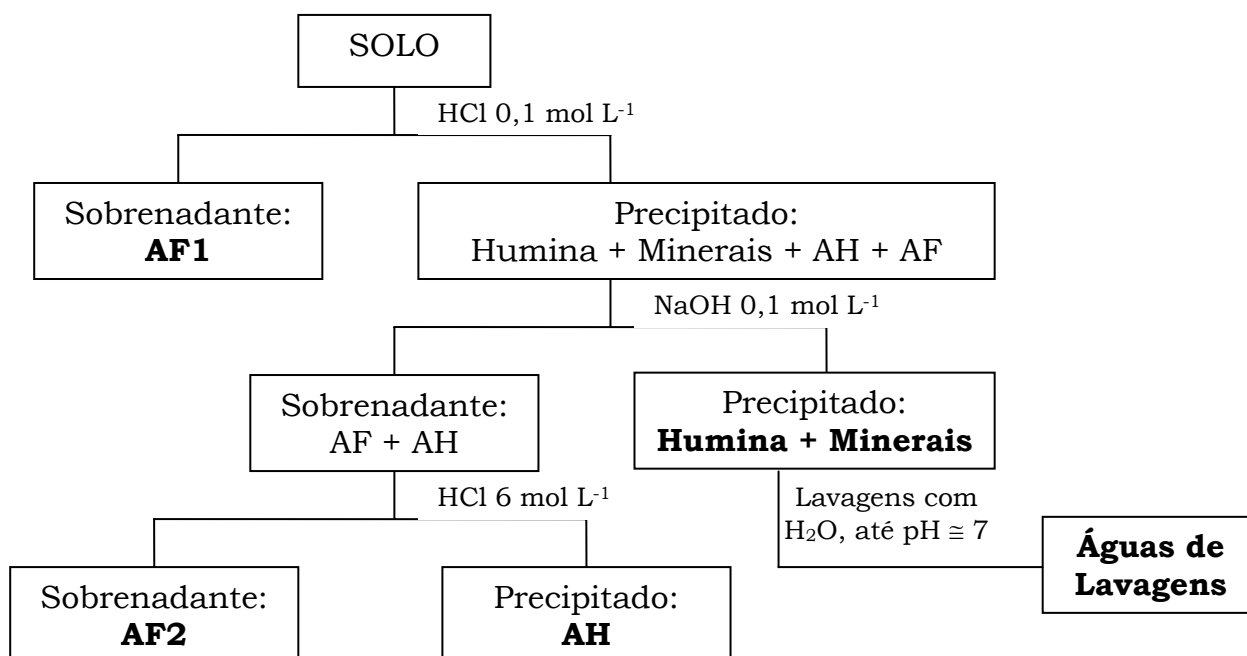 SOLO
HCl 0,1 mol L⁻¹
Sobrenadante:
AF1
Precipitado:
Humina + Minerais + AH + AF
NaOH 0,1 mol L⁻¹
Sobrenadante:
AF + AH
Precipitado:
Humina + Minerais
HCl 6 mol L⁻¹
Lavagens com
H₂O, até pH ≅ 7
Águas de
Lavagens
Sobrenadante:
AF2
Precipitado:
AH